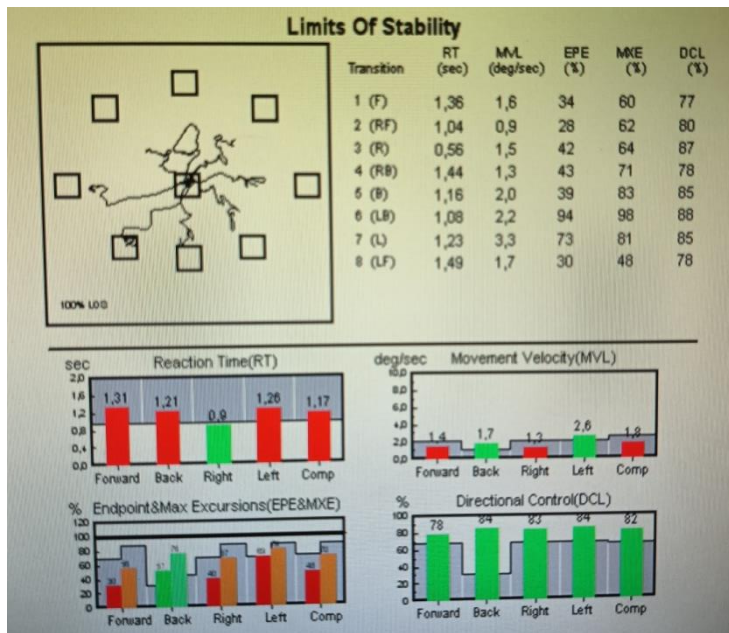 Limits Of Stability
RT MVL EPE MXE DCL
Transition (sec) (deg/sec) (%) (%) (%)
1 (F) 1,36 1,6 34 60 77
2 (RF) 1,04 0,9 28 62 80
3 (R) 0,56 1,5 42 64 87
4 (RB) 1,44 1,3 43 71 78
5 (B) 1,16 2,0 39 83 85
6 (LB) 1,08 2,2 94 98 88
7 (L) 1,23 3,3 73 81 85
8 (LF) 1,49 1,7 30 48 78
100% LOS
sec Reaction Time(RT)
2,0
1,6
1,2
0,8
0,4
0,0
1,31 1,21 0,9 1,26 1,17
Forward Back Right Left Comp
deg/sec Movement Velocity(MVL)
10,0
8,0
6,0
4,0
2,0
0,0
1,4 1,7 1,3 2,6 1,8
Forward Back Right Left Comp
% Endpoint&Max Excursions(EPE&MXE)
120
100
80
60
40
20
0
Forward Back Right Left Comp
% Directional Control(DCL)
100
80
60
40
20
0
78 84 83 84 82
Forward Back Right Left Comp